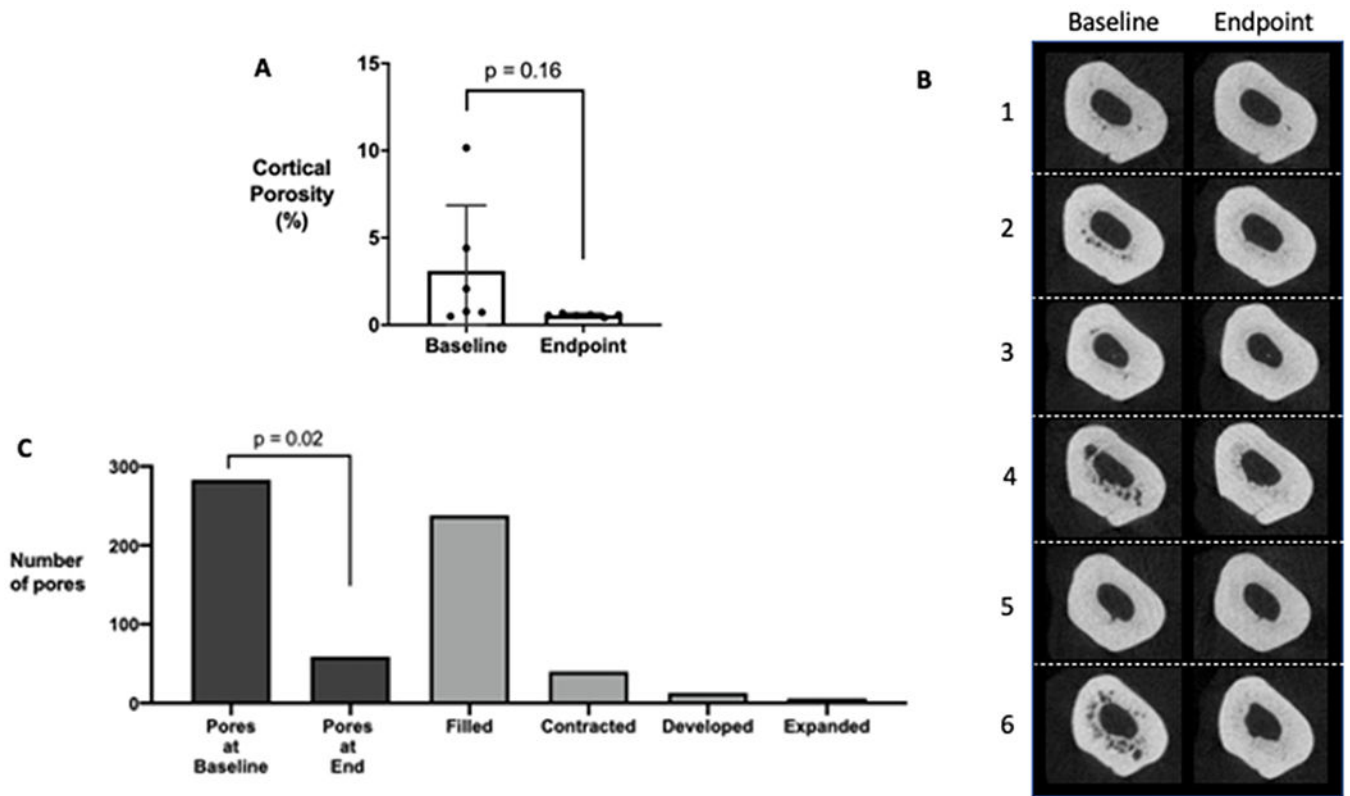 A
p = 0.16
15
10
5
0
Cortical
Porosity
(%)
Baseline
Endpoint
B
Baseline
Endpoint
1
2
3
4
5
6
C
p = 0.02
300
200
100
0
Number
of pores
Pores
at
Baseline
Pores
at
End
Filled
Contracted
Developed
Expanded